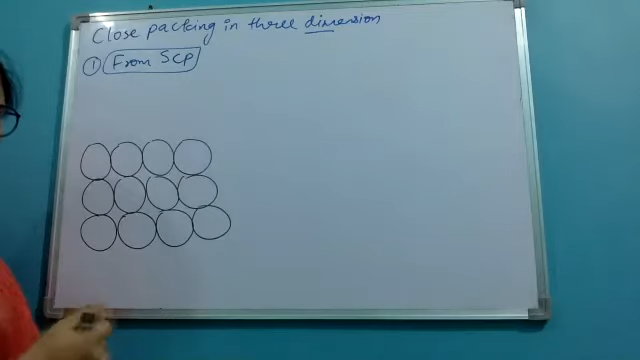 Close packing in three dimension
① From Scp